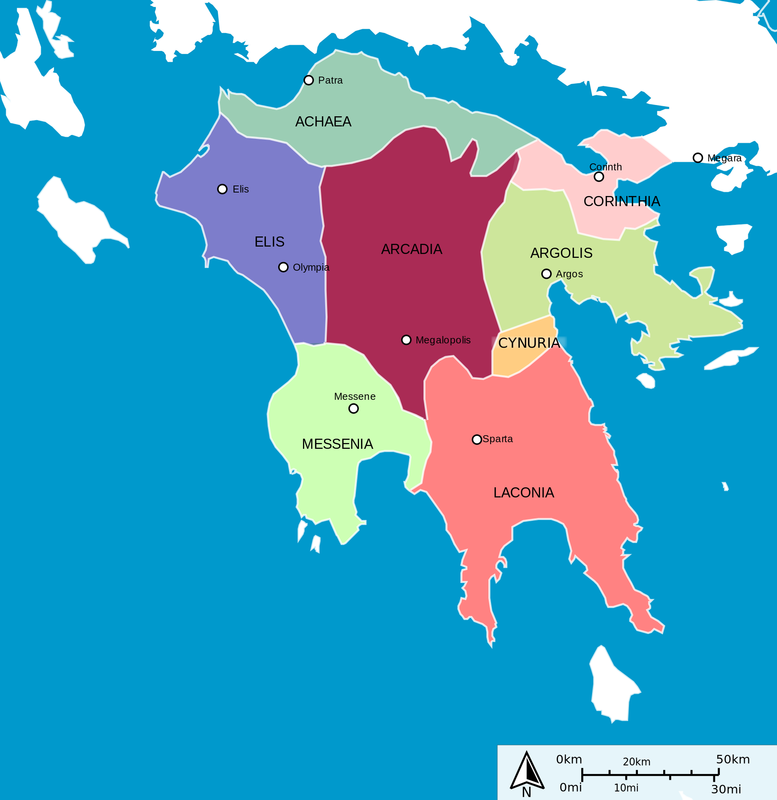 Patra
ACHAEA
Megara
Corinth
Elis
CORINTHIA
ELIS
ARCADIA
ARGOLIS
Olympia
Argos
Megalopolis
CYNURIA
Messene
Sparta
MESSENIA
LACONIA
0km 20km 50km
0mi 10mi 30mi
N